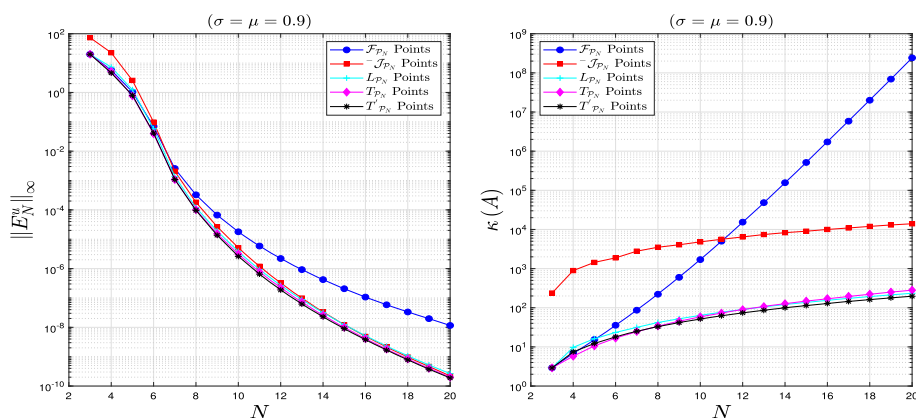 (σ = μ = 0.9)
||E_N^u||_∞
10^2
10^0
10^-2
10^-4
10^-6
10^-8
10^-10
2 4 6 8 10 12 14 16 18 20
N
F_{P_N} Points
^-J_{P_N} Points
L_{P_N} Points
T_{P_N} Points
T'_{P_N} Points
(σ = μ = 0.9)
κ(A)
10^9
10^8
10^7
10^6
10^5
10^4
10^3
10^2
10^1
10^0
2 4 6 8 10 12 14 16 18 20
N
F_{P_N} Points
^-J_{P_N} Points
L_{P_N} Points
T_{P_N} Points
T'_{P_N} Points